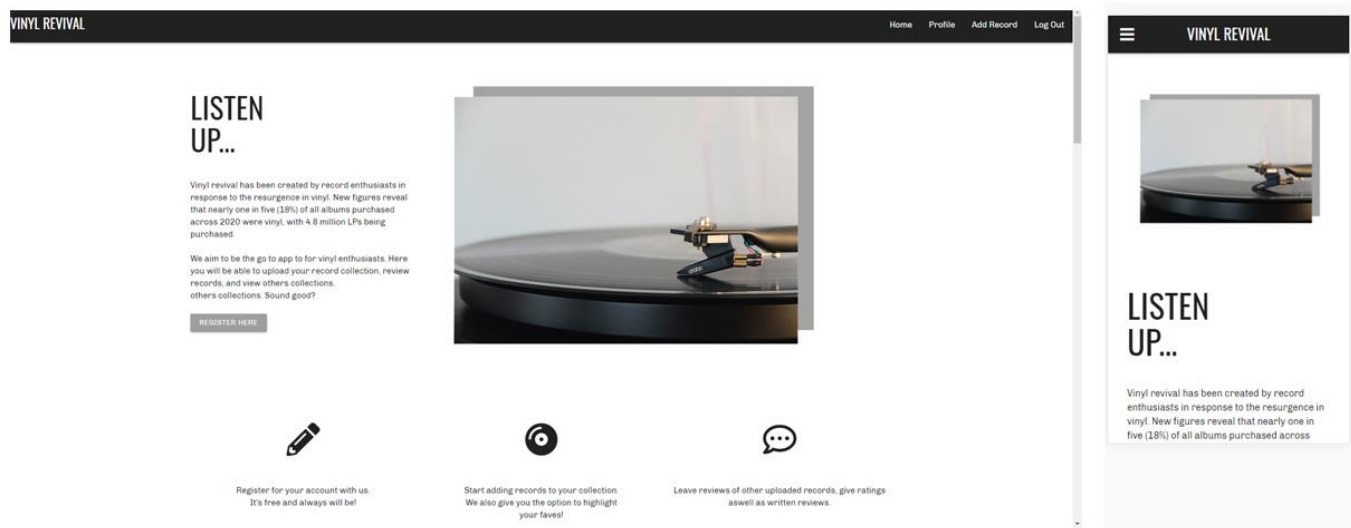 VINYL REVIVAL
Home Profile Add Record Log Out
LISTEN
UP...
Vinyl revival has been created by record enthusiasts in
response to the resurgence in vinyl. New figures reveal
that nearly one in five (18%) of all albums purchased
across 2020 were vinyl, with 4.8 million LPs being
purchased.
We aim to be the go to app to for vinyl enthusiasts. Here
you will be able to upload your record collection, review
records, and view others collections.
others collections. Sound good?
REGISTER HERE
Register for your account with us.
It's free and always will be!
Start adding records to your collection.
We also give you the option to highlight
your faves!
Leave reviews of other uploaded records, give ratings
aswell as written reviews.
VINYL REVIVAL
LISTEN
UP...
Vinyl revival has been created by record
enthusiasts in response to the resurgence in
vinyl. New figures reveal that nearly one in
five (18%) of all albums purchased across